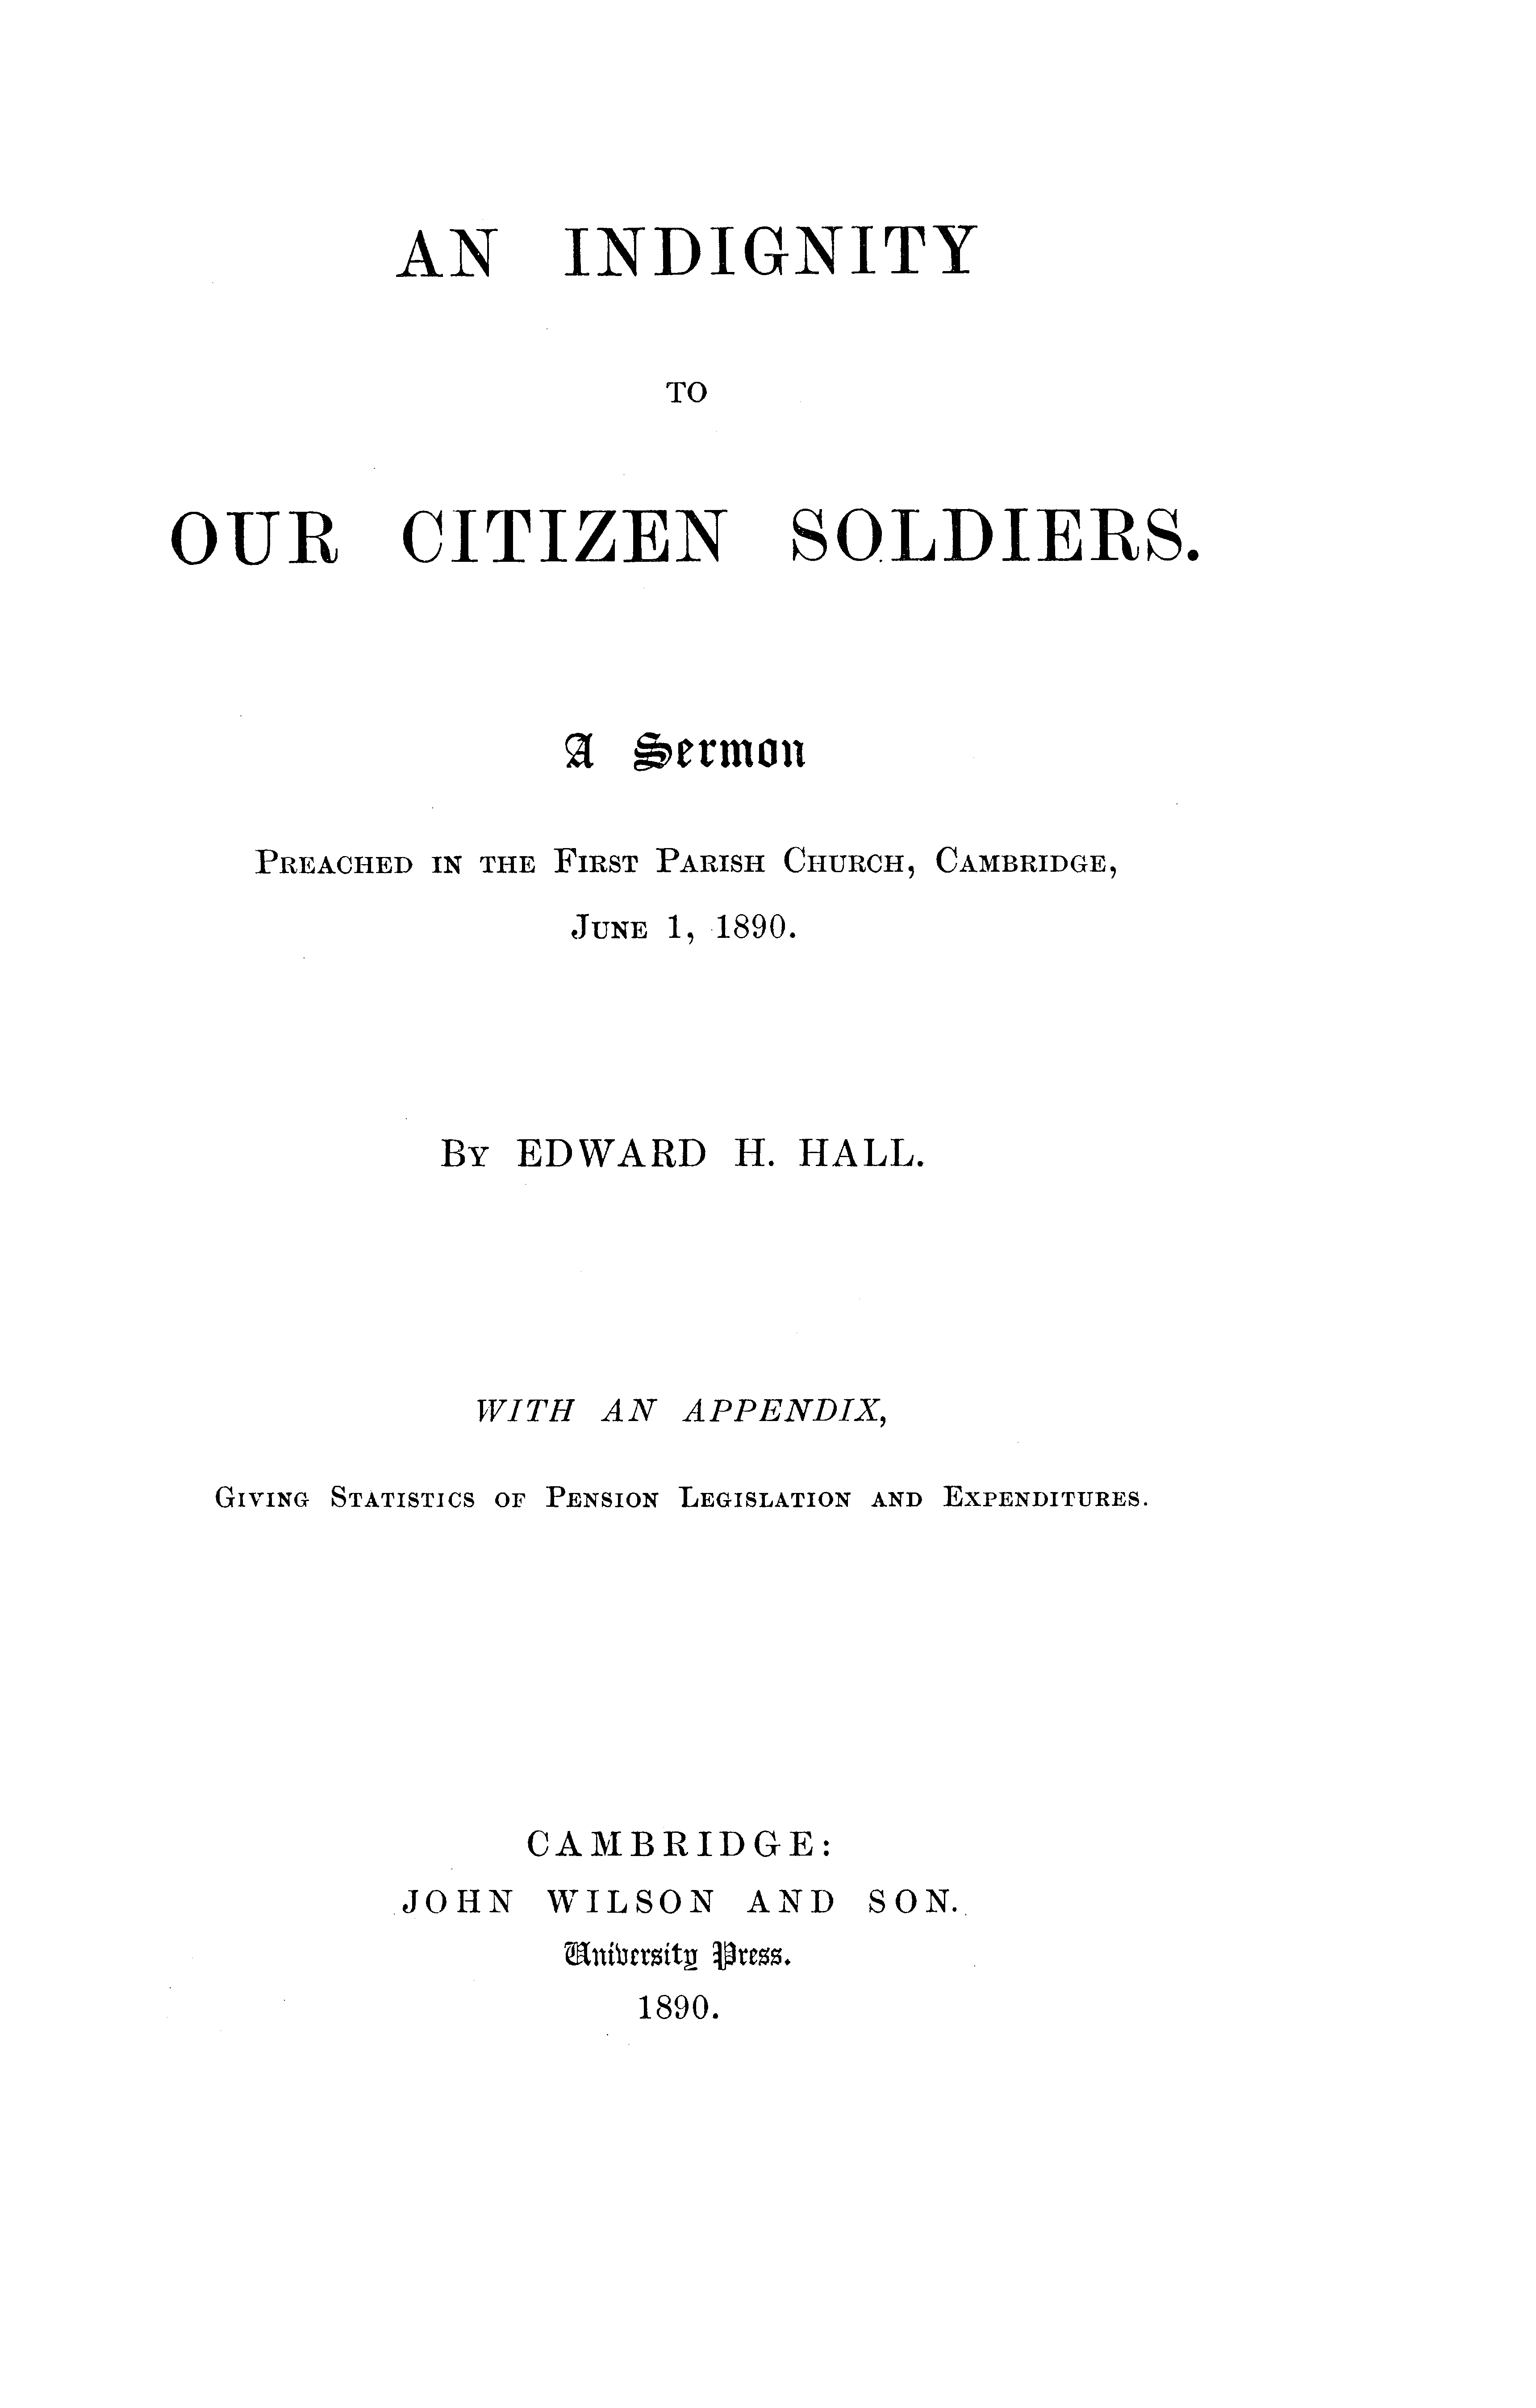 AN INDIGNITY
TO
OUR CITIZEN SOLDIERS.
A Sermon
PREACHED IN THE FIRST PARISH CHURCH, CAMBRIDGE,
JUNE 1, 1890.
BY EDWARD H. HALL.
WITH AN APPENDIX,
GIVING STATISTICS OF PENSION LEGISLATION AND EXPENDITURES.
CAMBRIDGE:
JOHN WILSON AND SON.
University Press.
1890.